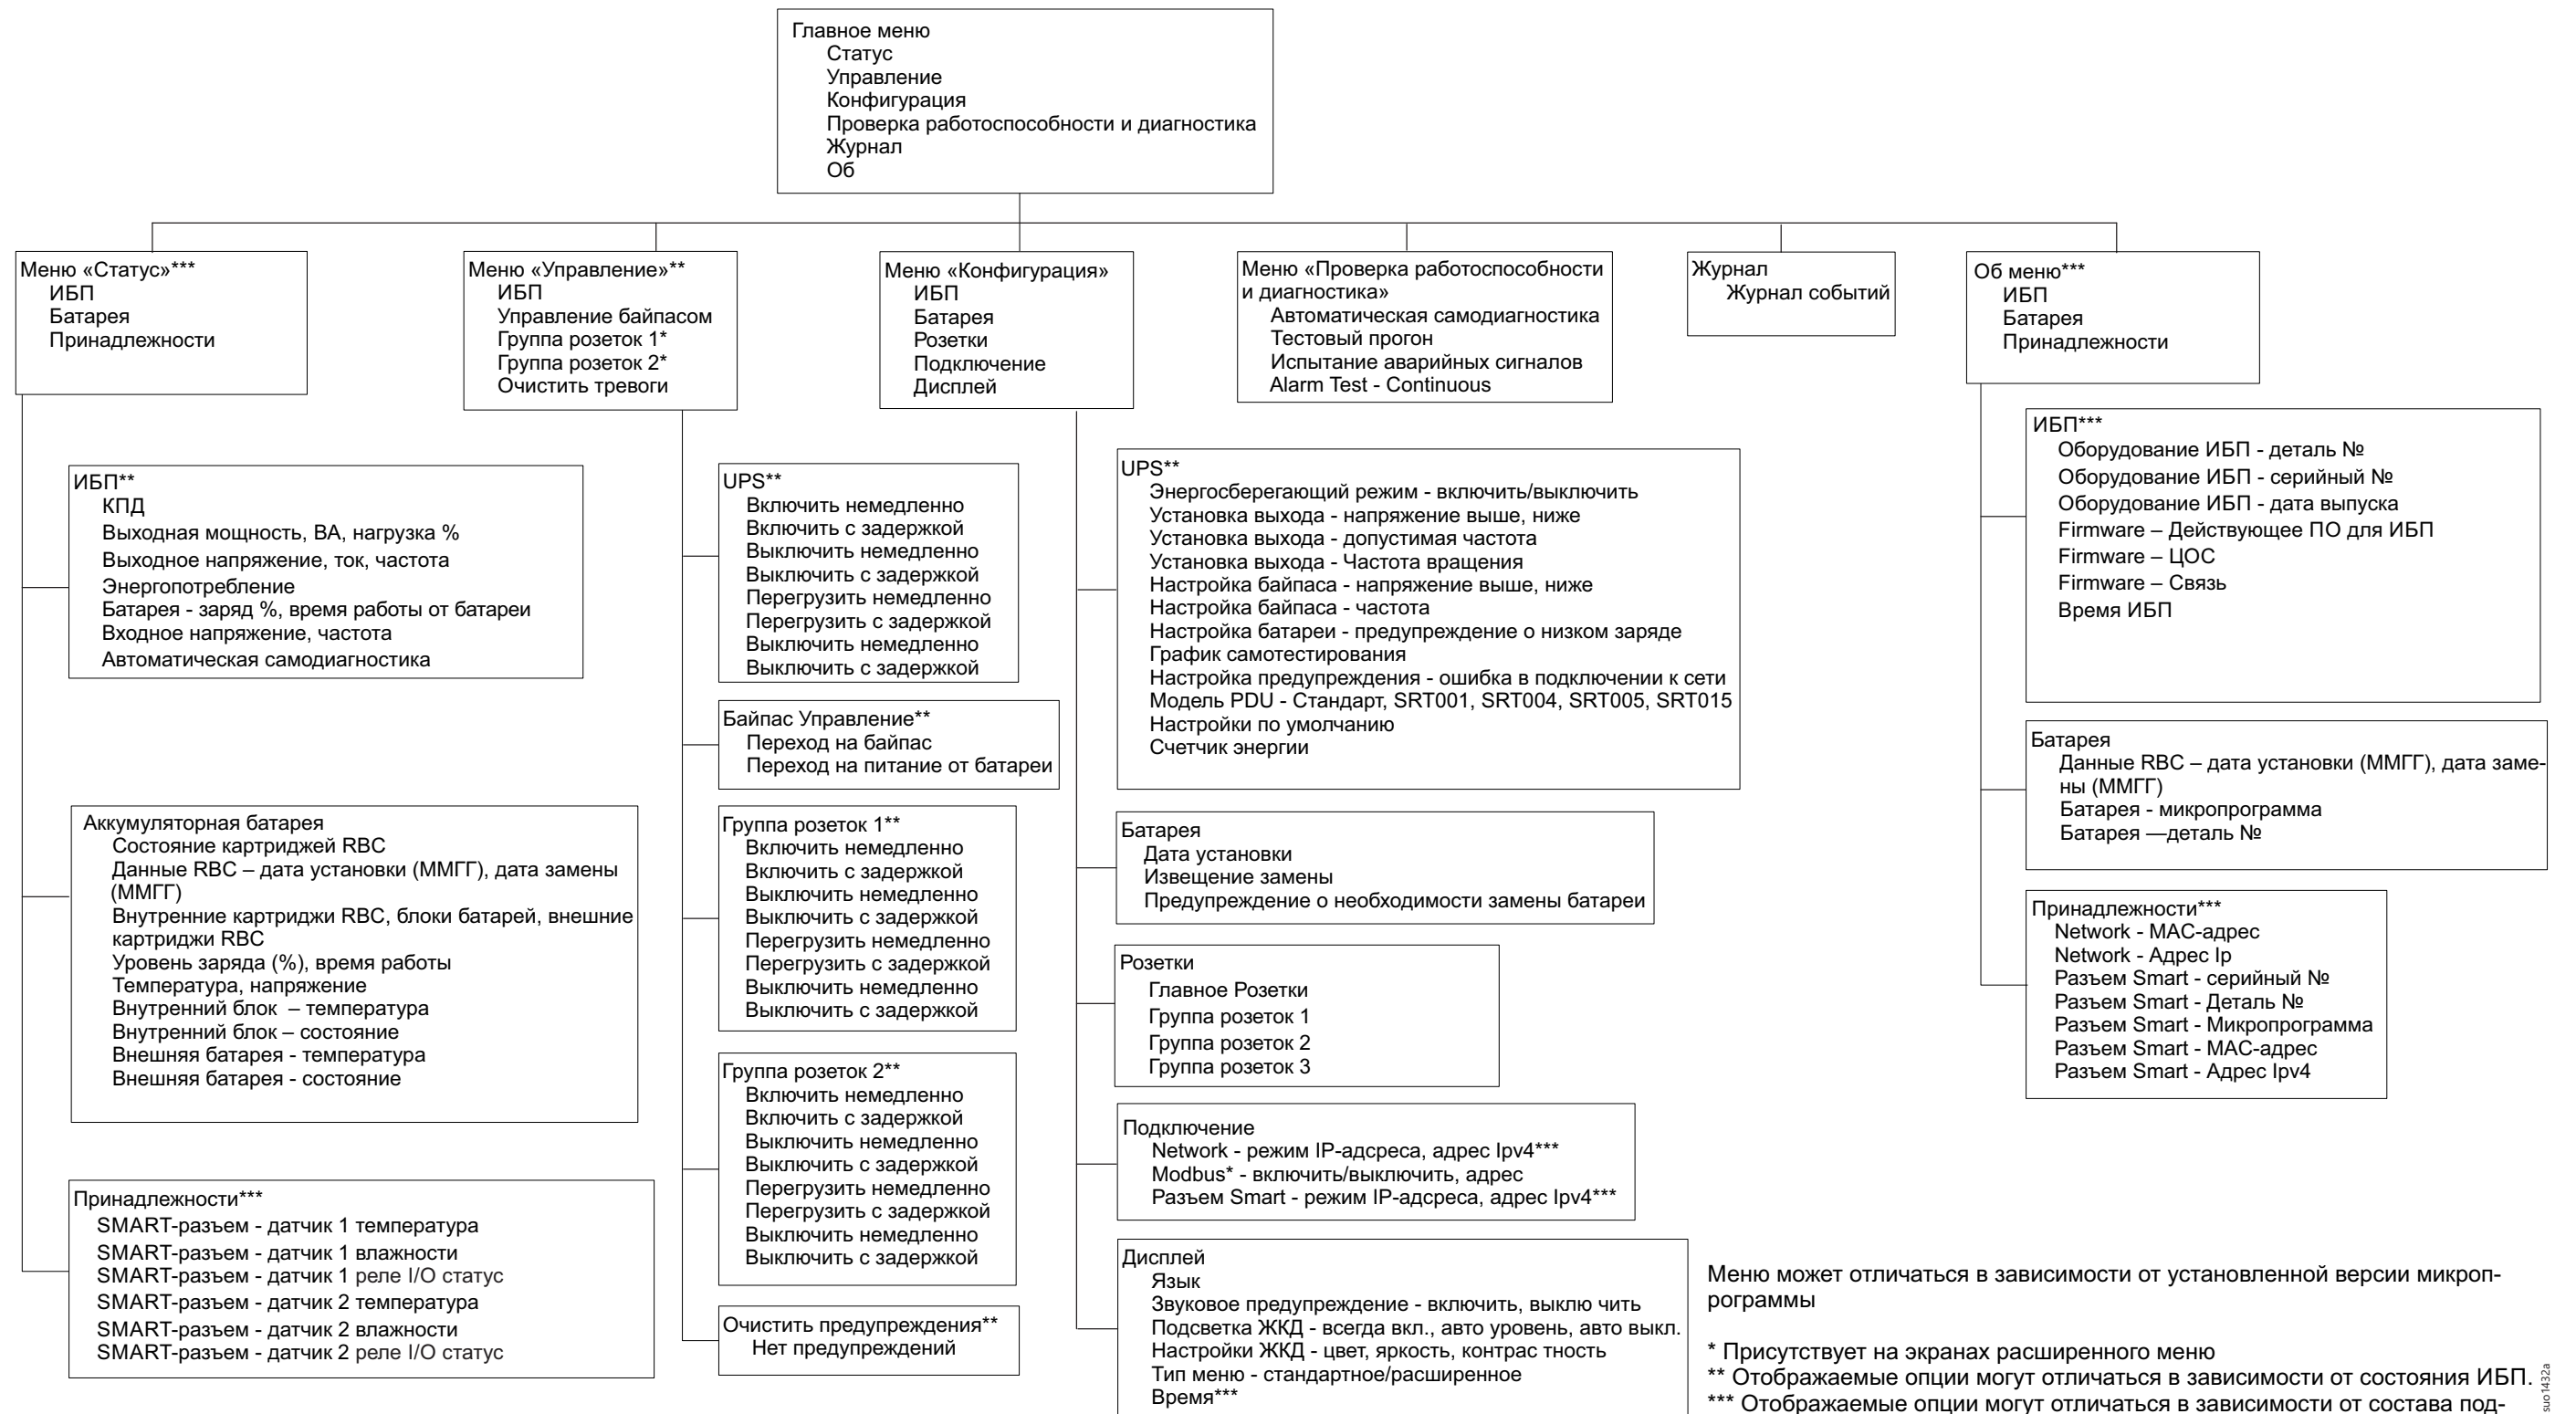 Главное меню
Статус
Управление
Конфигурация
Проверка работоспособности и диагностика
Журнал
Об
Меню «Статус»***
ИБП
Батарея
Принадлежности
Меню «Управление»**
ИБП
Управление байпасом
Группа розеток 1*
Группа розеток 2*
Очистить тревоги
Меню «Конфигурация»
ИБП
Батарея
Розетки
Подключение
Дисплей
Меню «Проверка работоспособности
и диагностика»
Автоматическая самодиагностика
Тестовый прогон
Испытание аварийных сигналов
Alarm Test - Continuous
Журнал
Журнал событий
Об меню***
ИБП
Батарея
Принадлежности
ИБП**
КПД
Выходная мощность, ВА, нагрузка %
Выходное напряжение, ток, частота
Энергопотребление
Батарея - заряд %, время работы от батареи
Входное напряжение, частота
Автоматическая самодиагностика
Аккумуляторная батарея
Состояние картриджей RBC
Данные RBC – дата установки (ММГГ), дата замены
(ММГГ)
Внутренние картриджи RBC, блоки батарей, внешние
картриджи RBC
Уровень заряда (%), время работы
Температура, напряжение
Внутренний блок – температура
Внутренний блок – состояние
Внешняя батарея - температура
Внешняя батарея - состояние
Принадлежности***
SMART-разъем - датчик 1 температура
SMART-разъем - датчик 1 влажности
SMART-разъем - датчик 1 реле I/O статус
SMART-разъем - датчик 2 температура
SMART-разъем - датчик 2 влажности
SMART-разъем - датчик 2 реле I/O статус
UPS**
Включить немедленно
Включить с задержкой
Выключить немедленно
Выключить с задержкой
Перегрузить немедленно
Перегрузить с задержкой
Выключить немедленно
Выключить с задержкой
Байпас Управление**
Переход на байпас
Переход на питание от батареи
Группа розеток 1**
Включить немедленно
Включить с задержкой
Выключить немедленно
Выключить с задержкой
Перегрузить немедленно
Перегрузить с задержкой
Выключить немедленно
Выключить с задержкой
Группа розеток 2**
Включить немедленно
Включить с задержкой
Выключить немедленно
Выключить с задержкой
Перегрузить немедленно
Перегрузить с задержкой
Выключить немедленно
Выключить с задержкой
Очистить предупреждения**
Нет предупреждений
UPS**
Энергосберегающий режим - включить/выключить
Установка выхода - напряжение выше, ниже
Установка выхода - допустимая частота
Установка выхода - Частота вращения
Настройка байпаса - напряжение выше, ниже
Настройка байпаса - частота
Настройка батареи - предупреждение о низком заряде
График самотестирования
Настройка предупреждения - ошибка в подключении к сети
Модель PDU - Стандарт, SRT001, SRT004, SRT005, SRT015
Настройки по умолчанию
Счетчик энергии
Батарея
Дата установки
Извещение замены
Предупреждение о необходимости замены батареи
Розетки
Главное Розетки
Группа розеток 1
Группа розеток 2
Группа розеток 3
Подключение
Network - режим IP-адсреса, адрес Ipv4***
Modbus* - включить/выключить, адрес
Разъем Smart - режим IP-адсреса, адрес Ipv4***
Дисплей
Язык
Звуковое предупреждение - включить, выклю чить
Подсветка ЖКД - всегда вкл., авто уровень, авто выкл.
Настройки ЖКД - цвет, яркость, контрас тность
Тип меню - стандартное/расширенное
Время***
ИБП***
Оборудование ИБП - деталь №
Оборудование ИБП - серийный №
Оборудование ИБП - дата выпуска
Firmware – Действующее ПО для ИБП
Firmware – ЦОС
Firmware – Связь
Время ИБП
Батарея
Данные RBC – дата установки (ММГГ), дата заме-
ны (ММГГ)
Батарея - микропрограмма
Батарея —деталь №
Принадлежности***
Network - МАС-адрес
Network - Адрес Ip
Разъем Smart - серийный №
Разъем Smart - Деталь №
Разъем Smart - Микропрограмма
Разъем Smart - МАС-адрес
Разъем Smart - Адрес Ipv4
Меню может отличаться в зависимости от установленной версии микроп-
рограммы
* Присутствует на экранах расширенного меню
** Отображаемые опции могут отличаться в зависимости от состояния ИБП.
*** Отображаемые опции могут отличаться в зависимости от состава под-
suo1432a